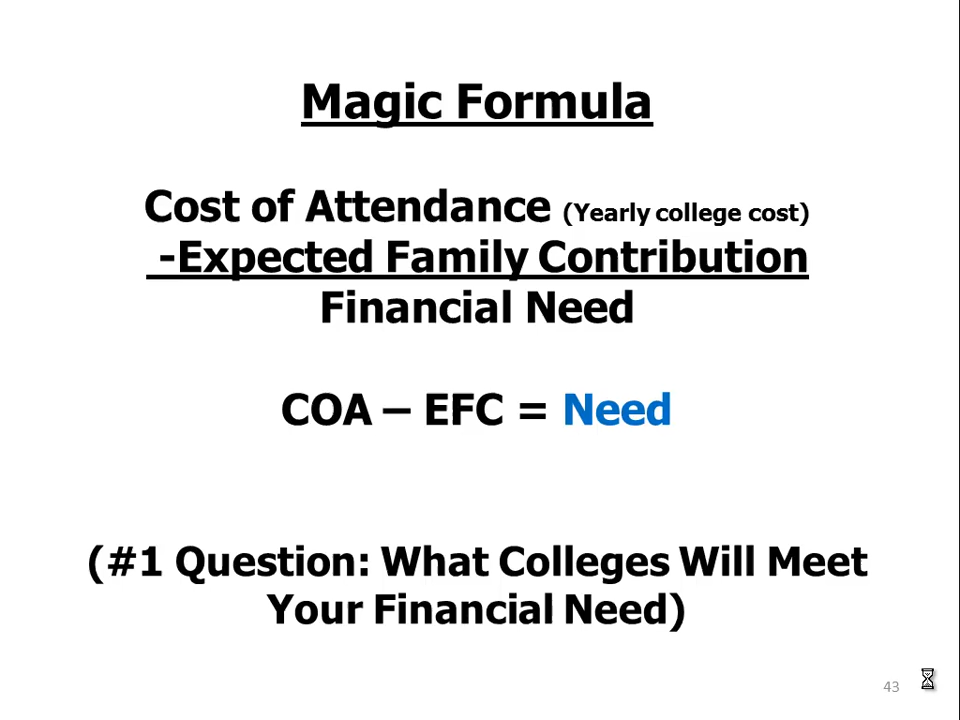 Magic Formula
Cost of Attendance (Yearly college cost)
-Expected Family Contribution
Financial Need
COA – EFC = Need
(#1 Question: What Colleges Will Meet
Your Financial Need)
43